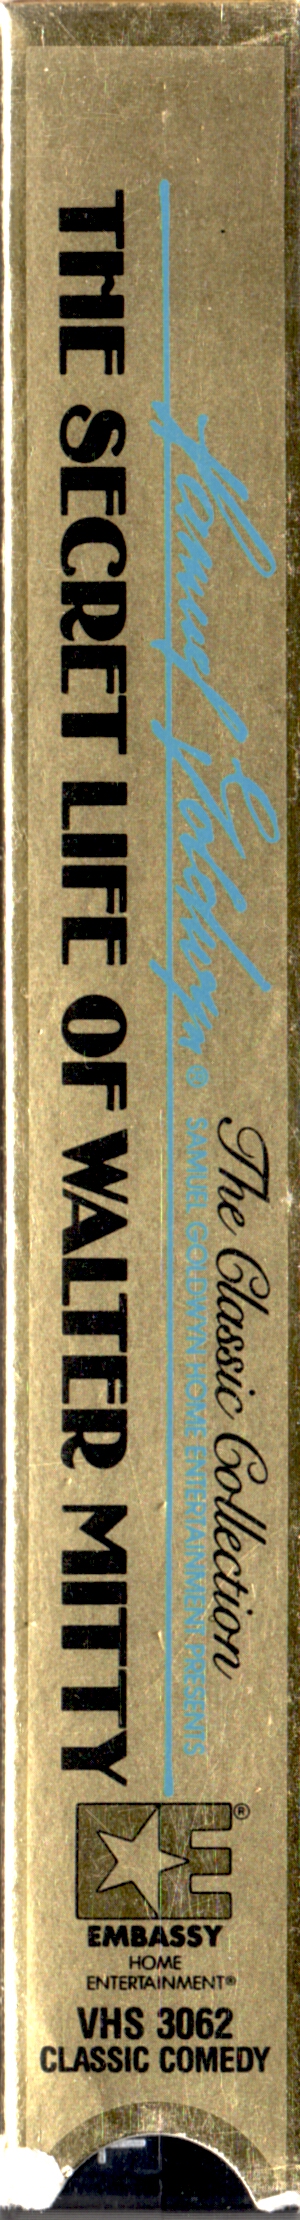 The Classic Collection
Samuel Goldwyn ®
SAMUEL GOLDWYN HOME ENTERTAINMENT PRESENTS
THE SECRET LIFE OF WALTER MITTY
E ®
EMBASSY
HOME
ENTERTAINMENT®
VHS 3062
CLASSIC COMEDY